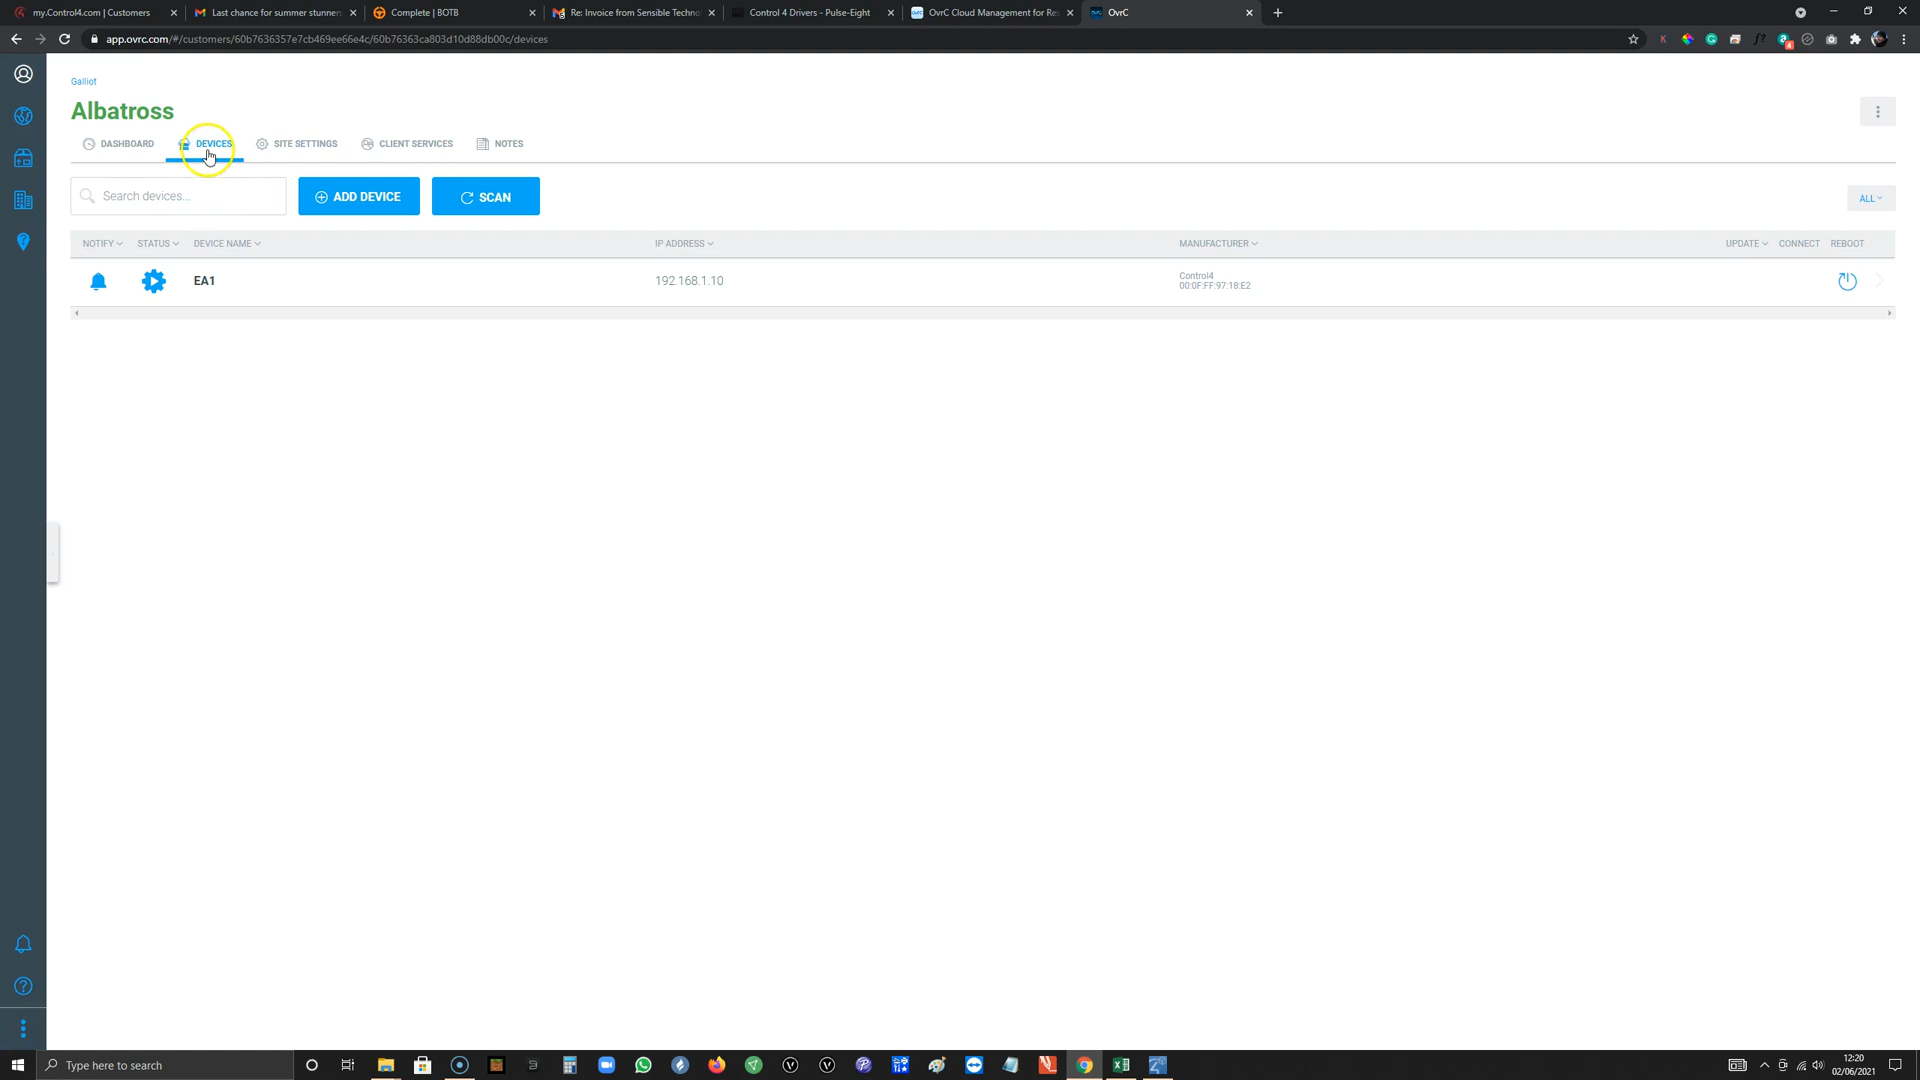 my.Control4.com | Customers
Last chance for summer stunners
Complete | BOTB
Re: Invoice from Sensible Techno
Control 4 Drivers - Pulse-Eight
OvrC Cloud Management for Res
OvrC
app.ovrc.com/#/customers/60b7636357e7cb469ee66e4c/60b76363ca803d10d88db00c/devices
Galliot
Albatross
DASHBOARD
DEVICES
SITE SETTINGS
CLIENT SERVICES
NOTES
Search devices...
ADD DEVICE
SCAN
ALL
NOTIFY
STATUS
DEVICE NAME
IP ADDRESS
MANUFACTURER
UPDATE
CONNECT
REBOOT
EA1
192.168.1.10
Control4
00:0F:FF:97:18:E2
Type here to search
12:20
02/06/2021